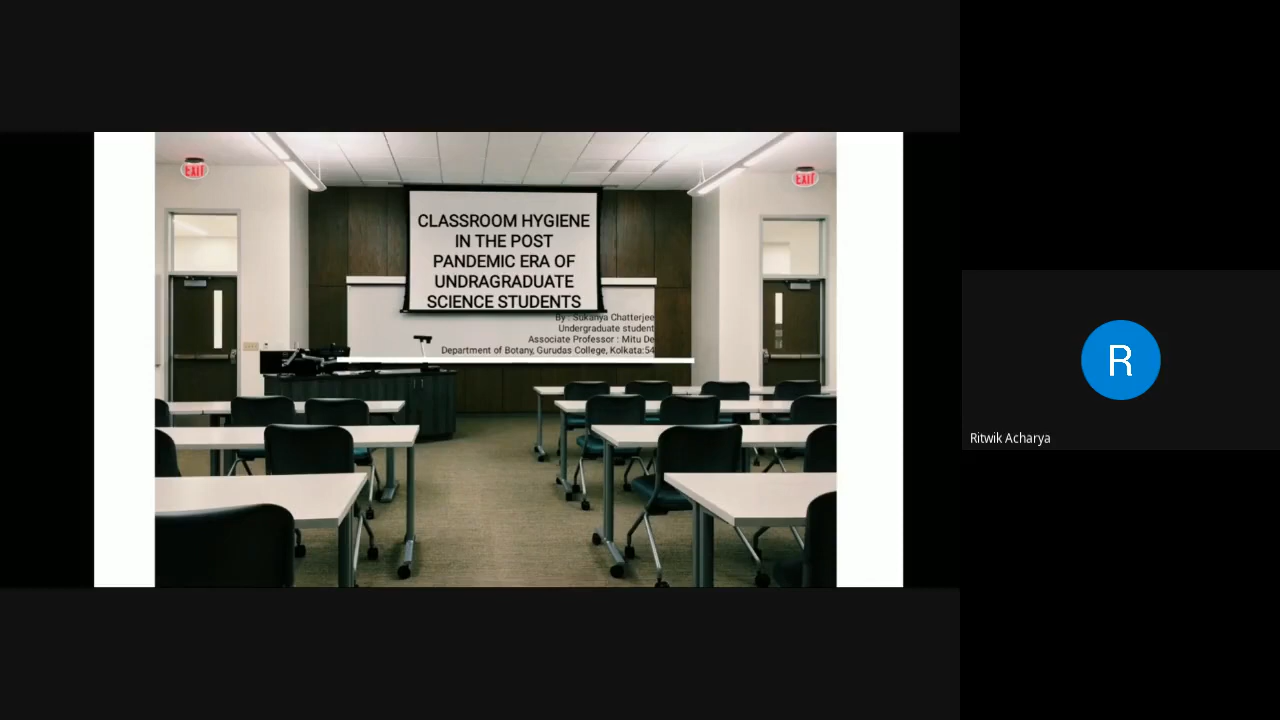 EXIT
EXIT
CLASSROOM HYGIENE
IN THE POST
PANDEMIC ERA OF
UNDRAGRADUATE
SCIENCE STUDENTS
By : Sukanya Chatterjee
Undergraduate student
Associate Professor : Mitu De
Department of Botany, Gurudas College, Kolkata:54
R
Ritwik Acharya